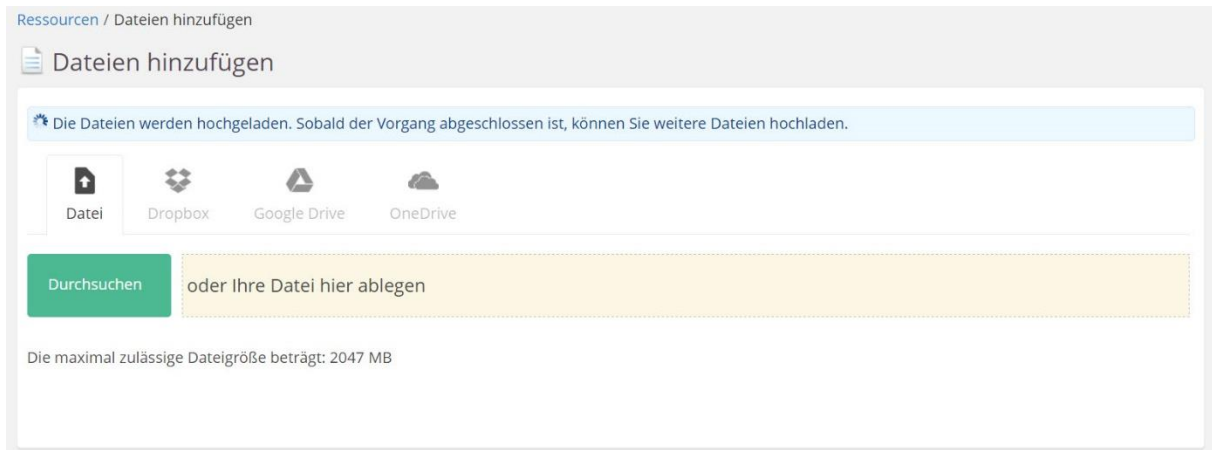 Ressourcen / Dateien hinzufügen
Dateien hinzufügen
Die Dateien werden hochgeladen. Sobald der Vorgang abgeschlossen ist, können Sie weitere Dateien hochladen.
Datei Dropbox Google Drive OneDrive
Durchsuchen oder Ihre Datei hier ablegen
Die maximal zulässige Dateigröße beträgt: 2047 MB